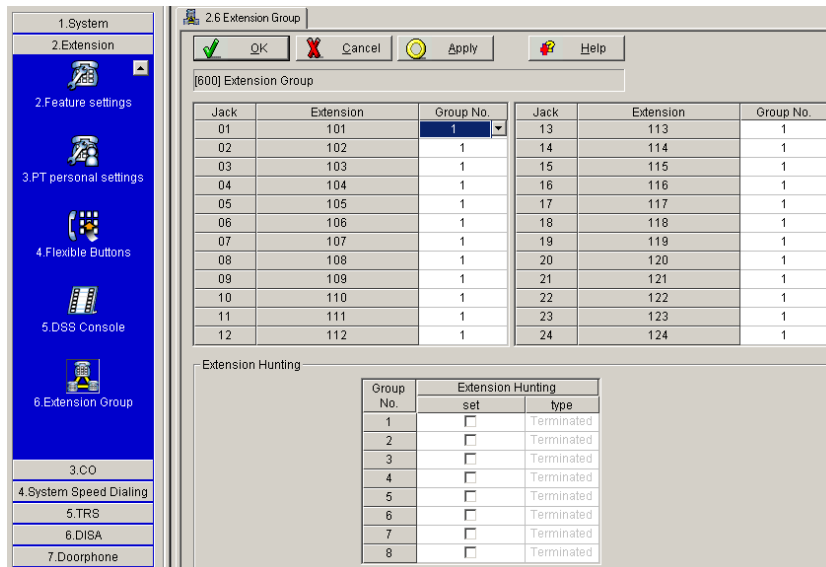 1.System
2.Extension
2.Feature settings
3.PT personal settings
4.Flexible Buttons
5.DSS Console
6.Extension Group
3.CO
4.System Speed Dialing
5.TRS
6.DISA
7.Doorphone
2.6 Extension Group
OK Cancel Apply Help
[600] Extension Group
Jack Extension Group No. Jack Extension Group No.
01 101 1 13 113 1
02 102 1 14 114 1
03 103 1 15 115 1
04 104 1 16 116 1
05 105 1 17 117 1
06 106 1 18 118 1
07 107 1 19 119 1
08 108 1 20 120 1
09 109 1 21 121 1
10 110 1 22 122 1
11 111 1 23 123 1
12 112 1 24 124 1
Extension Hunting
Group No. Extension Hunting
set type
1 Terminated
2 Terminated
3 Terminated
4 Terminated
5 Terminated
6 Terminated
7 Terminated
8 Terminated